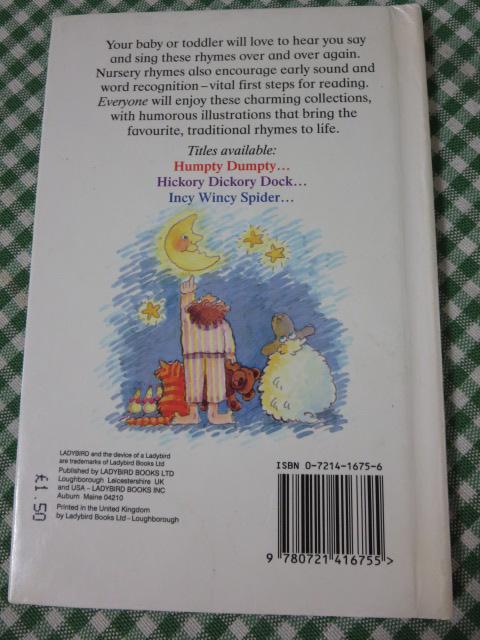 Your baby or toddler will love to hear you say
and sing these rhymes over and over again.
Nursery rhymes also encourage early sound and
word recognition – vital first steps for reading.
Everyone will enjoy these charming collections,
with humorous illustrations that bring the
favourite, traditional rhymes to life.
Titles available:
Humpty Dumpty...
Hickory Dickory Dock...
Incy Wincy Spider...
LADYBIRD and the device of a Ladybird
are trademarks of Ladybird Books Ltd
Published by LADYBIRD BOOKS LTD
Loughborough Leicestershire UK
and USA – LADYBIRD BOOKS INC
Auburn Maine 04210
Printed in the United Kingdom
by Ladybird Books Ltd – Loughborough
£1.50
ISBN 0-7214-1675-6
9 780721 416755 >